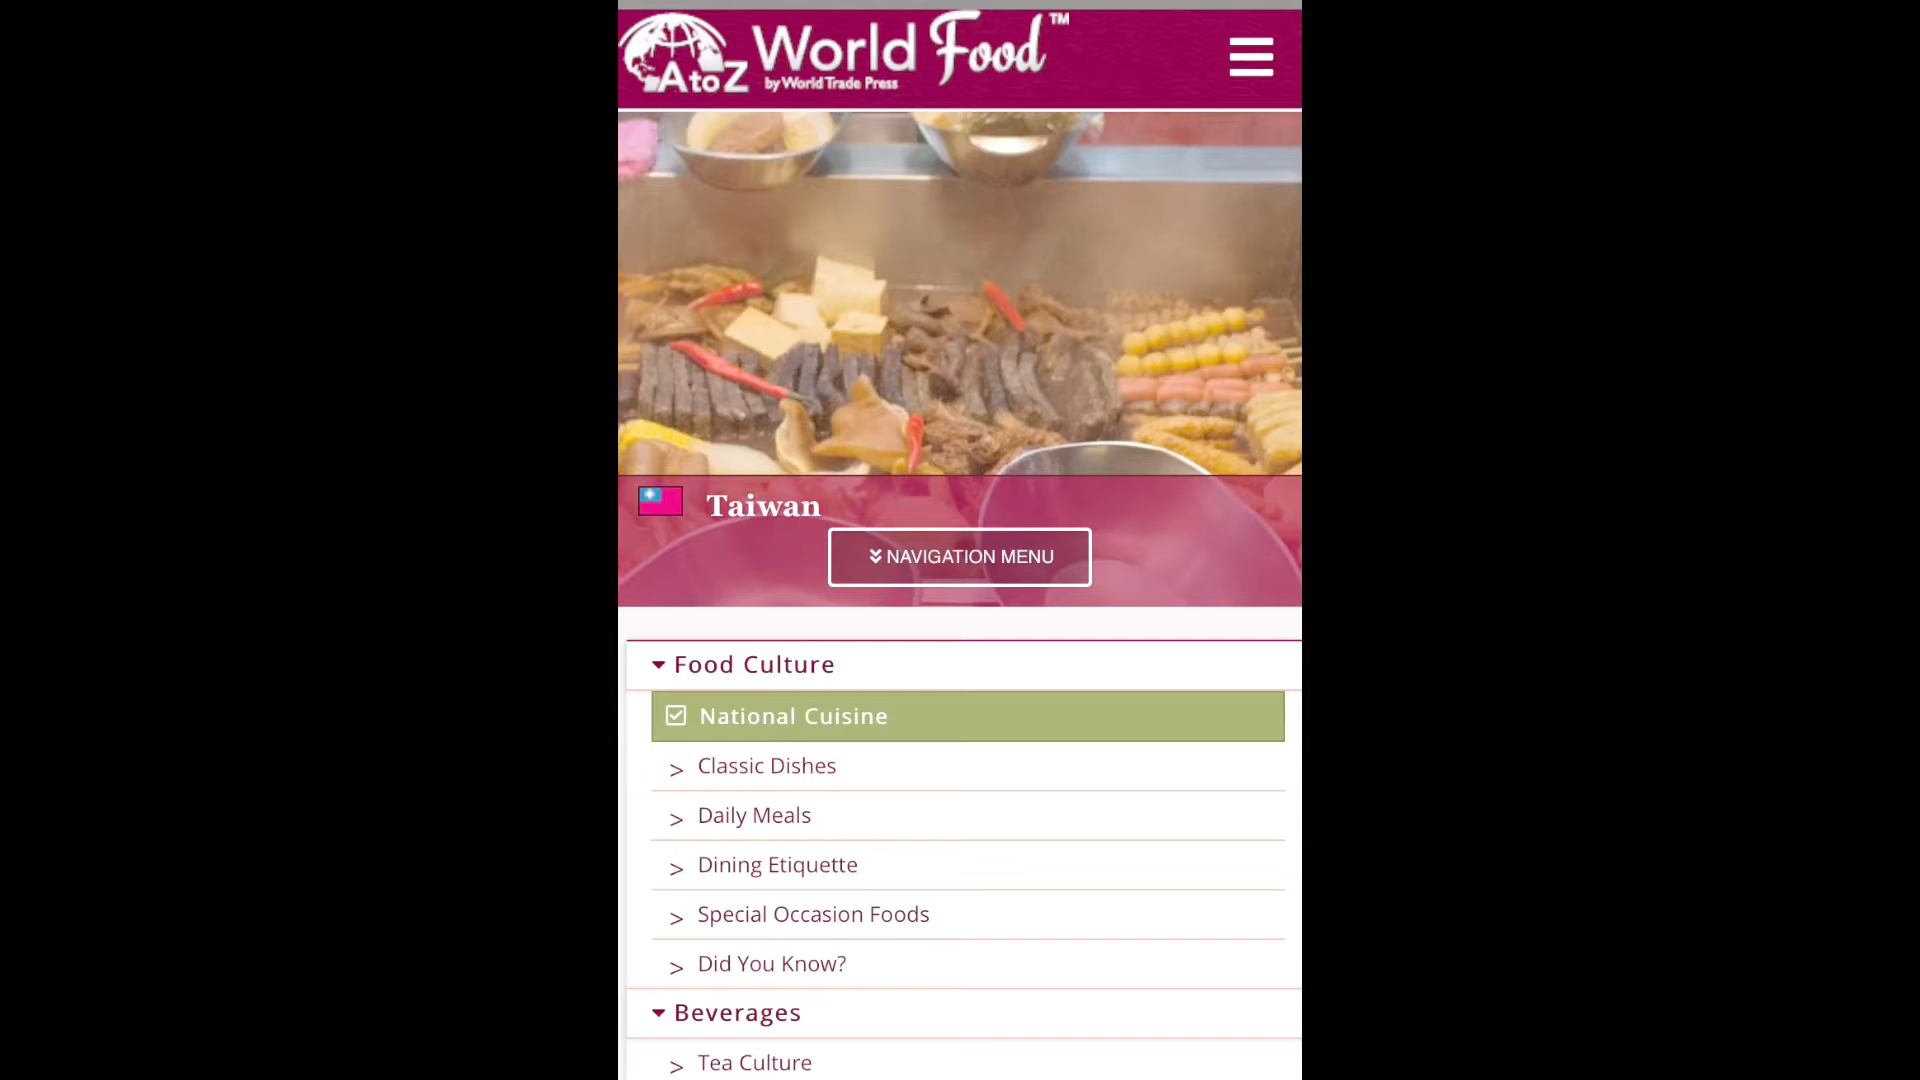 AtoZ World Food™
by World Trade Press
Taiwan
NAVIGATION MENU
Food Culture
National Cuisine
> Classic Dishes
> Daily Meals
> Dining Etiquette
> Special Occasion Foods
> Did You Know?
Beverages
> Tea Culture